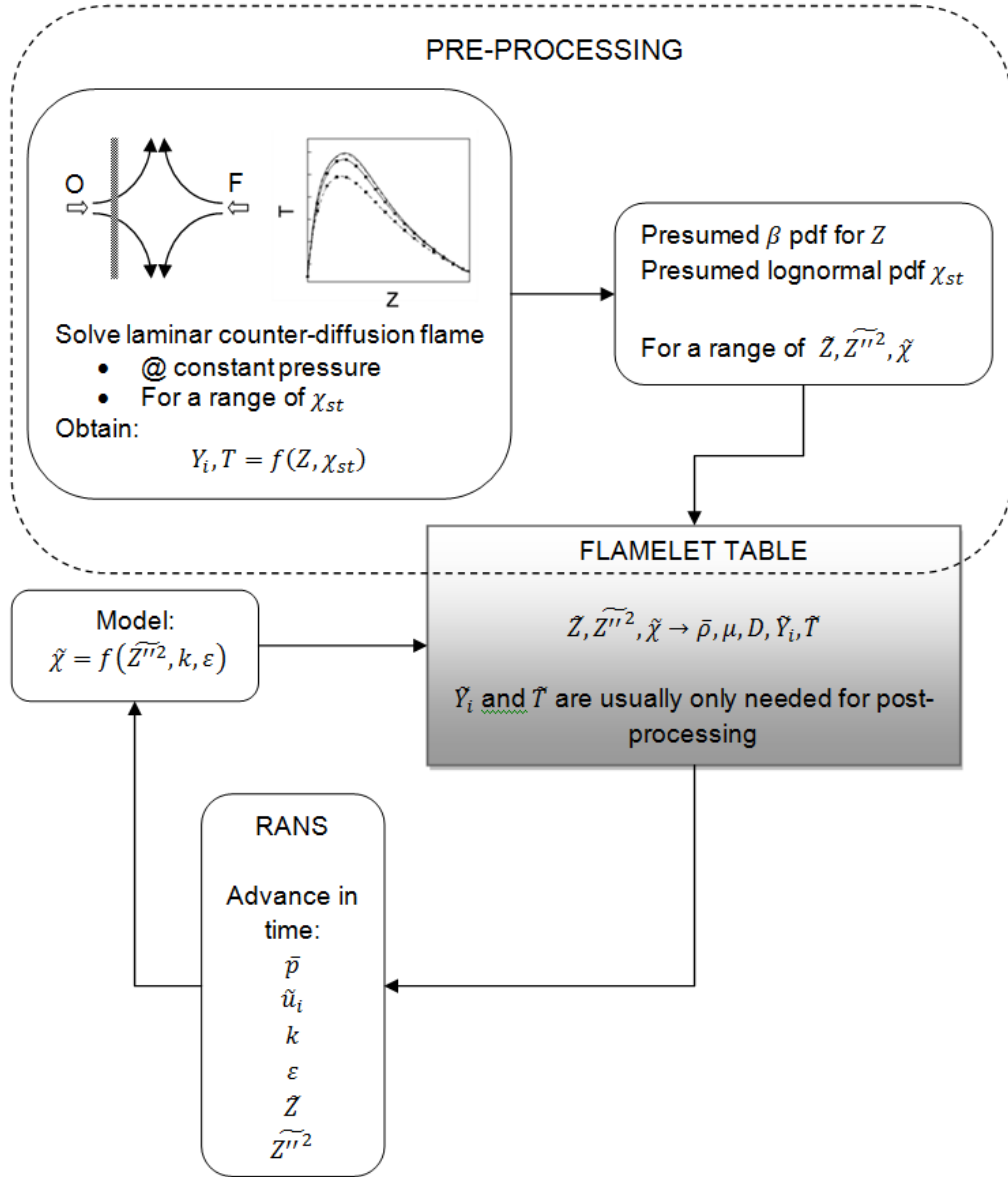 PRE-PROCESSING
O
F
T
Z
Solve laminar counter-diffusion flame
• @ constant pressure
• For a range of χ_st
Obtain:
Y_i, T = f(Z, χ_st)
Presumed β pdf for Z
Presumed lognormal pdf χ_st
For a range of Z̃, Z''²̃, χ̃
FLAMELET TABLE
Z̃, Z''²̃, χ̃ → ρ̄, μ, D, Ỹ_i, T̃
Ỹ_i and T̃ are usually only needed for post-
processing
Model:
χ̃ = f(Z''²̃, k, ε)
RANS
Advance in
time:
p̄
ũ_i
k
ε
Z̃
Z''²̃